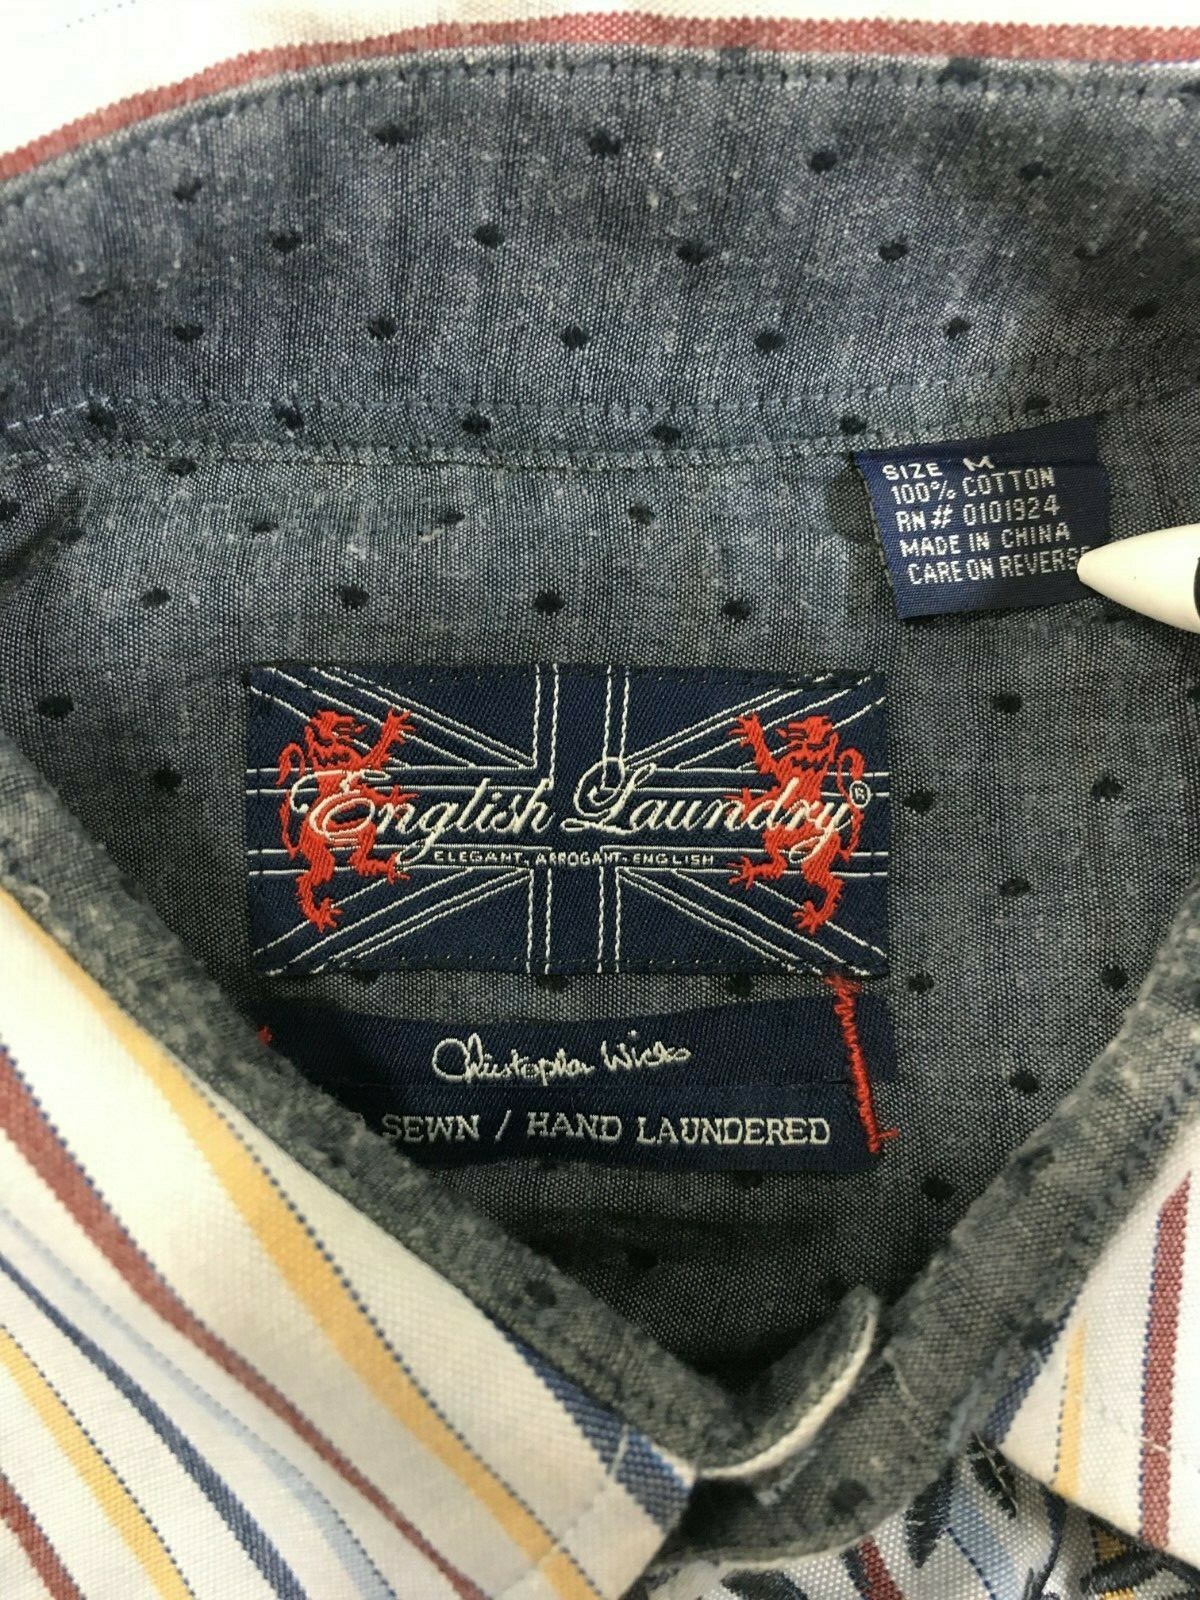 SIZE M
100% COTTON
RN# 0101924
MADE IN CHINA
CARE ON REVERSE
English Laundry®
ELEGANT. ARROGANT. ENGLISH
Christopher Wicks
SEWN / HAND LAUNDERED